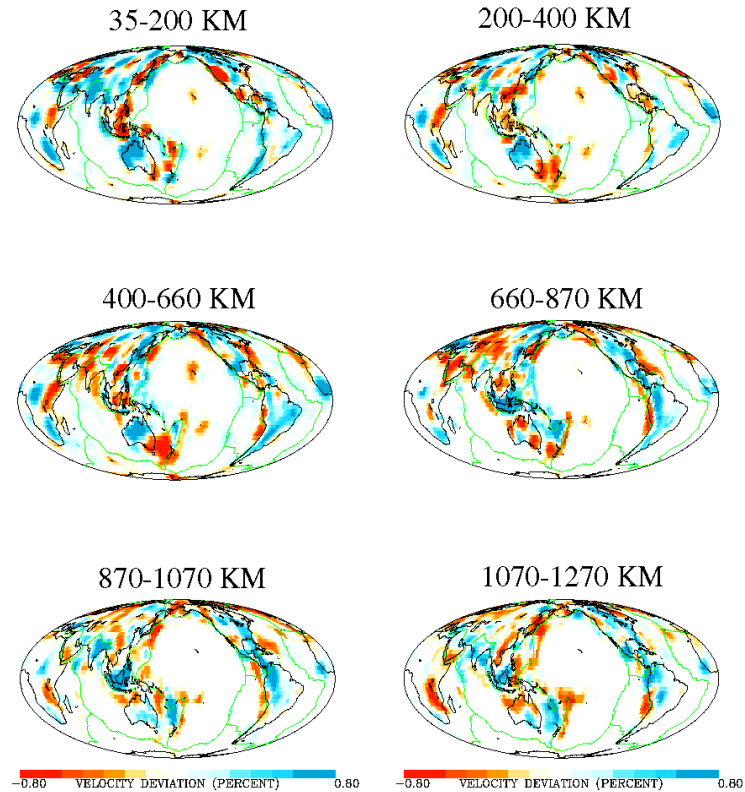 35-200 KM
200-400 KM
400-660 KM
660-870 KM
870-1070 KM
1070-1270 KM
-0.80 VELOCITY DEVIATION (PERCENT) 0.80
-0.80 VELOCITY DEVIATION (PERCENT) 0.80